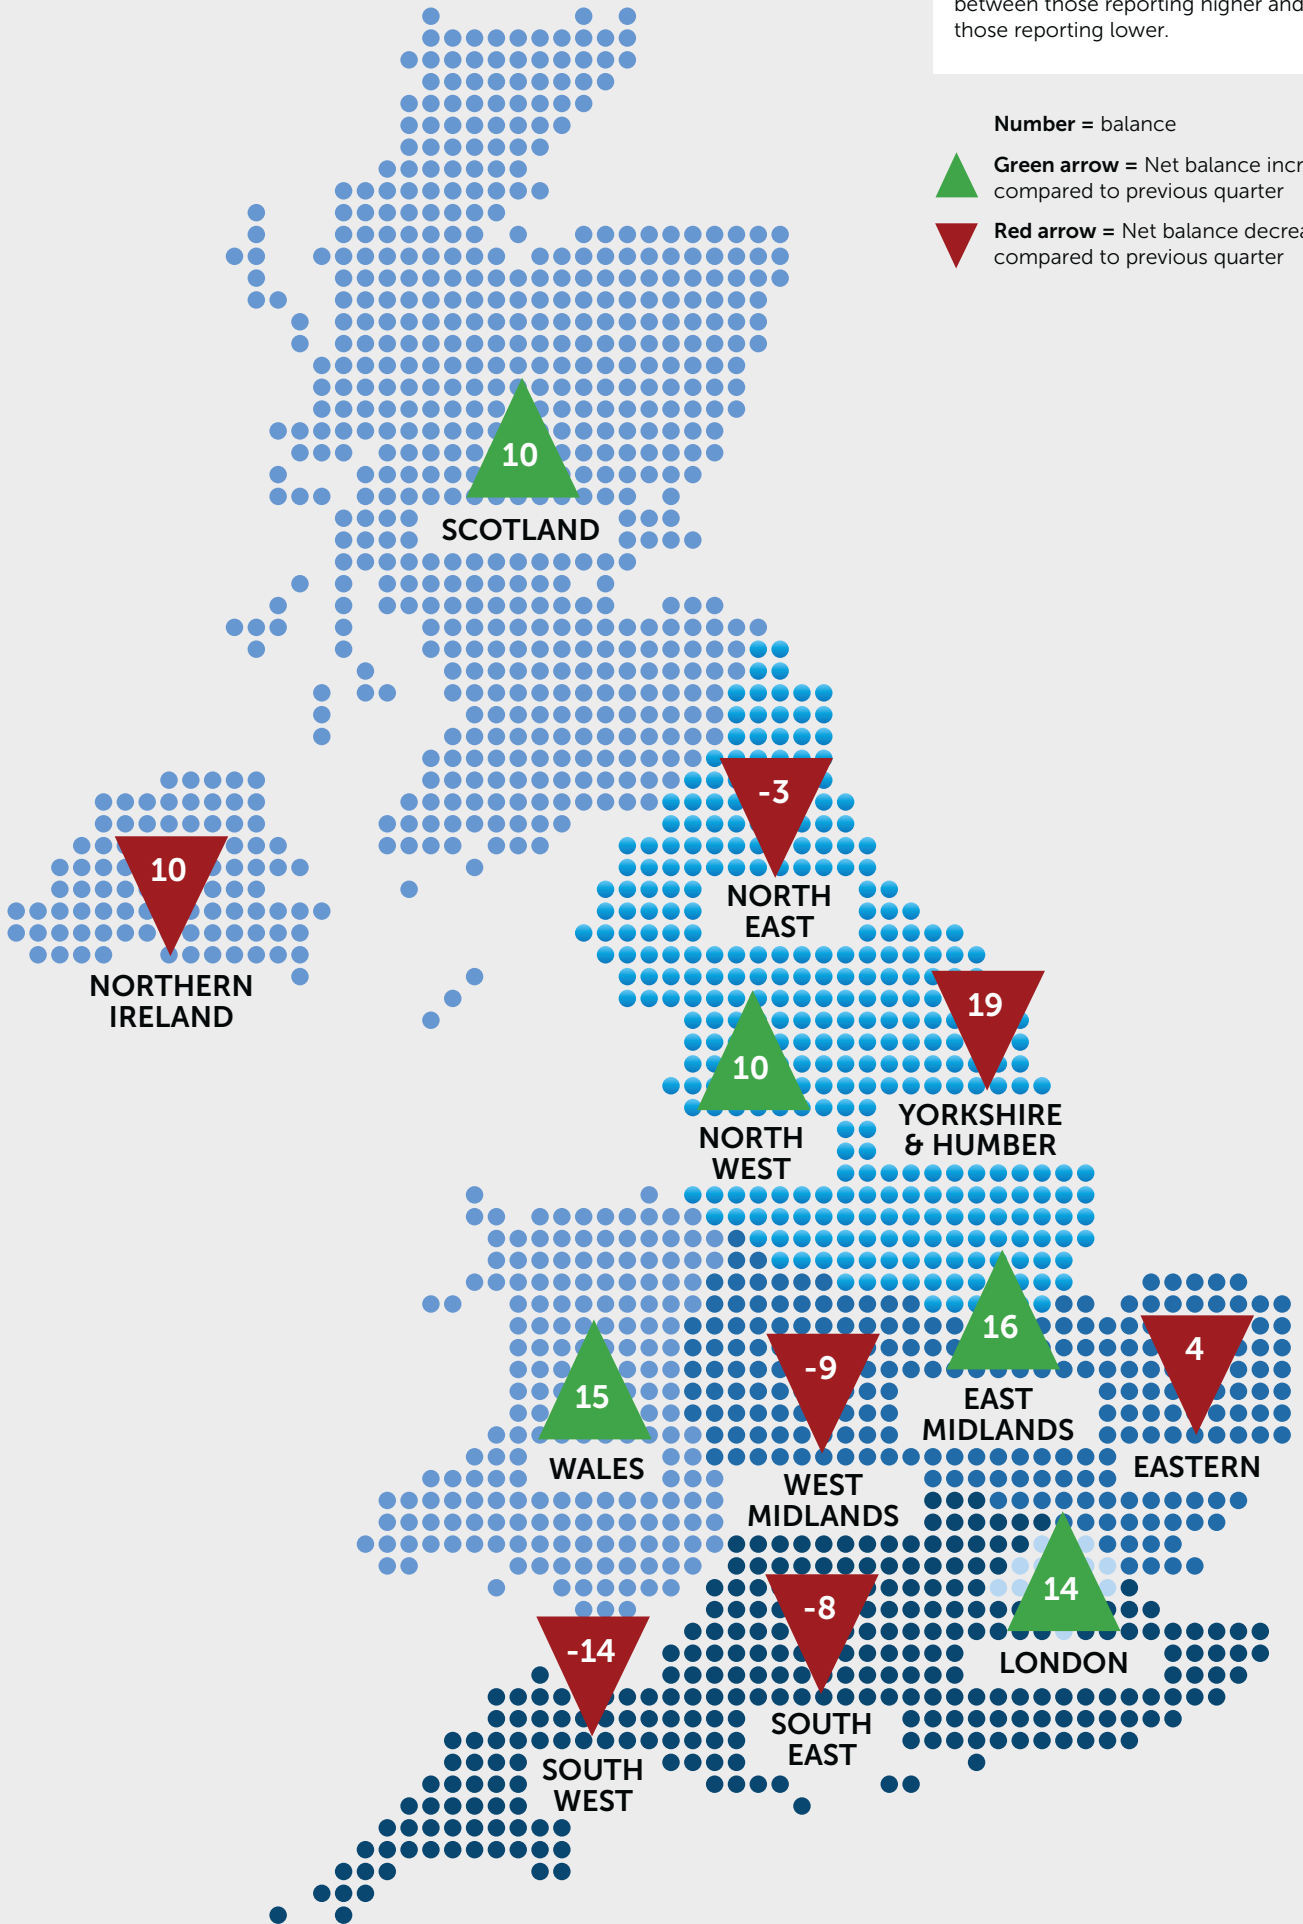 between those reporting higher and
those reporting lower.
Number = balance
Green arrow = Net balance incr
compared to previous quarter
Red arrow = Net balance decrea
compared to previous quarter
10
SCOTLAND
-3
NORTH
EAST
10
NORTHERN
IRELAND
19
YORKSHIRE
& HUMBER
10
NORTH
WEST
16
EAST
MIDLANDS
4
EASTERN
-9
WEST
MIDLANDS
15
WALES
14
LONDON
-8
SOUTH
EAST
-14
SOUTH
WEST